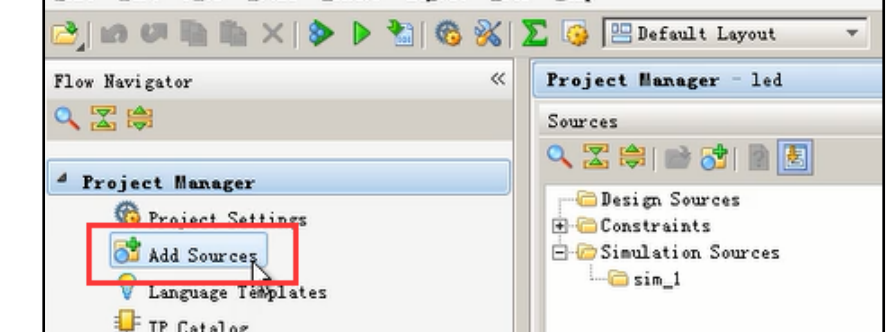 Default Layout
Flow Navigator
Project Manager - led
Sources
Project Manager
Project Settings
Add Sources
Language Templates
IP Catalog
Design Sources
Constraints
Simulation Sources
sim_1